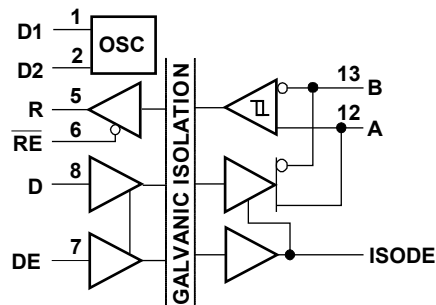 D1 1
OSC
D2 2
R 5
RE 6
D 8
DE 7
GALVANIC ISOLATION
13 B
12 A
ISODE